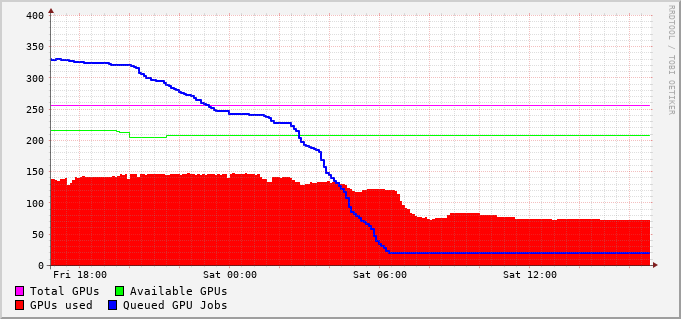 400
350
300
250
200
150
100
50
0
Fri 18:00 Sat 00:00 Sat 06:00 Sat 12:00
Total GPUs Available GPUs
GPUs used Queued GPU Jobs
RRDTOOL / TOBI OETIKER